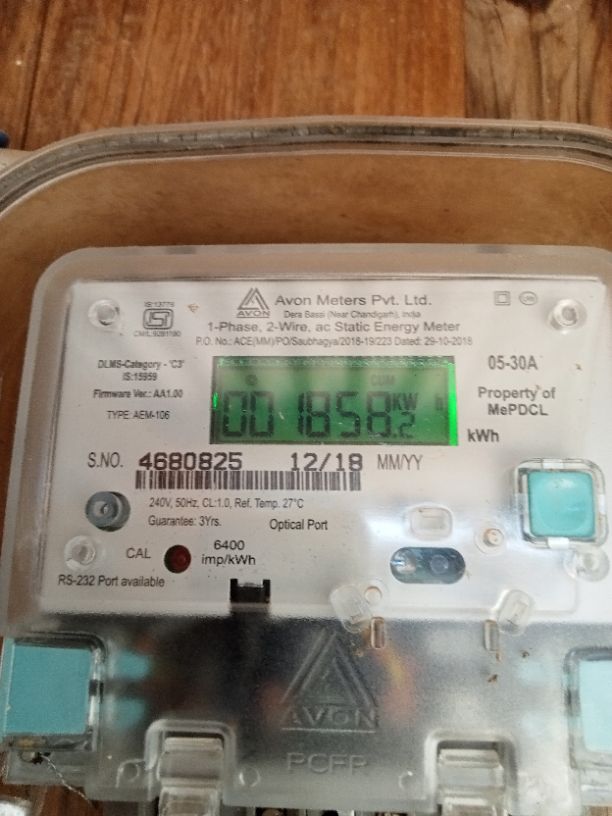 IS:13779
CM/L:9291190
AVON
Avon Meters Pvt. Ltd.
Dera Bassi (Near Chandigarh), India
1-Phase, 2-Wire, ac Static Energy Meter
P.O. No.: ACE(MM)/PO/Saubhagya/2018-19/223 Dated: 29-10-2018
DLMS-Category - 'C3'
IS:15959
Firmware Ver.: AA1.00
TYPE: AEM-106
CUM
001858.2
KW h
05-30A
Property of
MePDCL
kWh
S.NO. 4680825 12/18 MM/YY
240V, 50Hz, CL:1.0, Ref. Temp. 27°C
Guarantee: 3Yrs. Optical Port
CAL
6400
imp/kWh
RS-232 Port available
AVON
PCFP